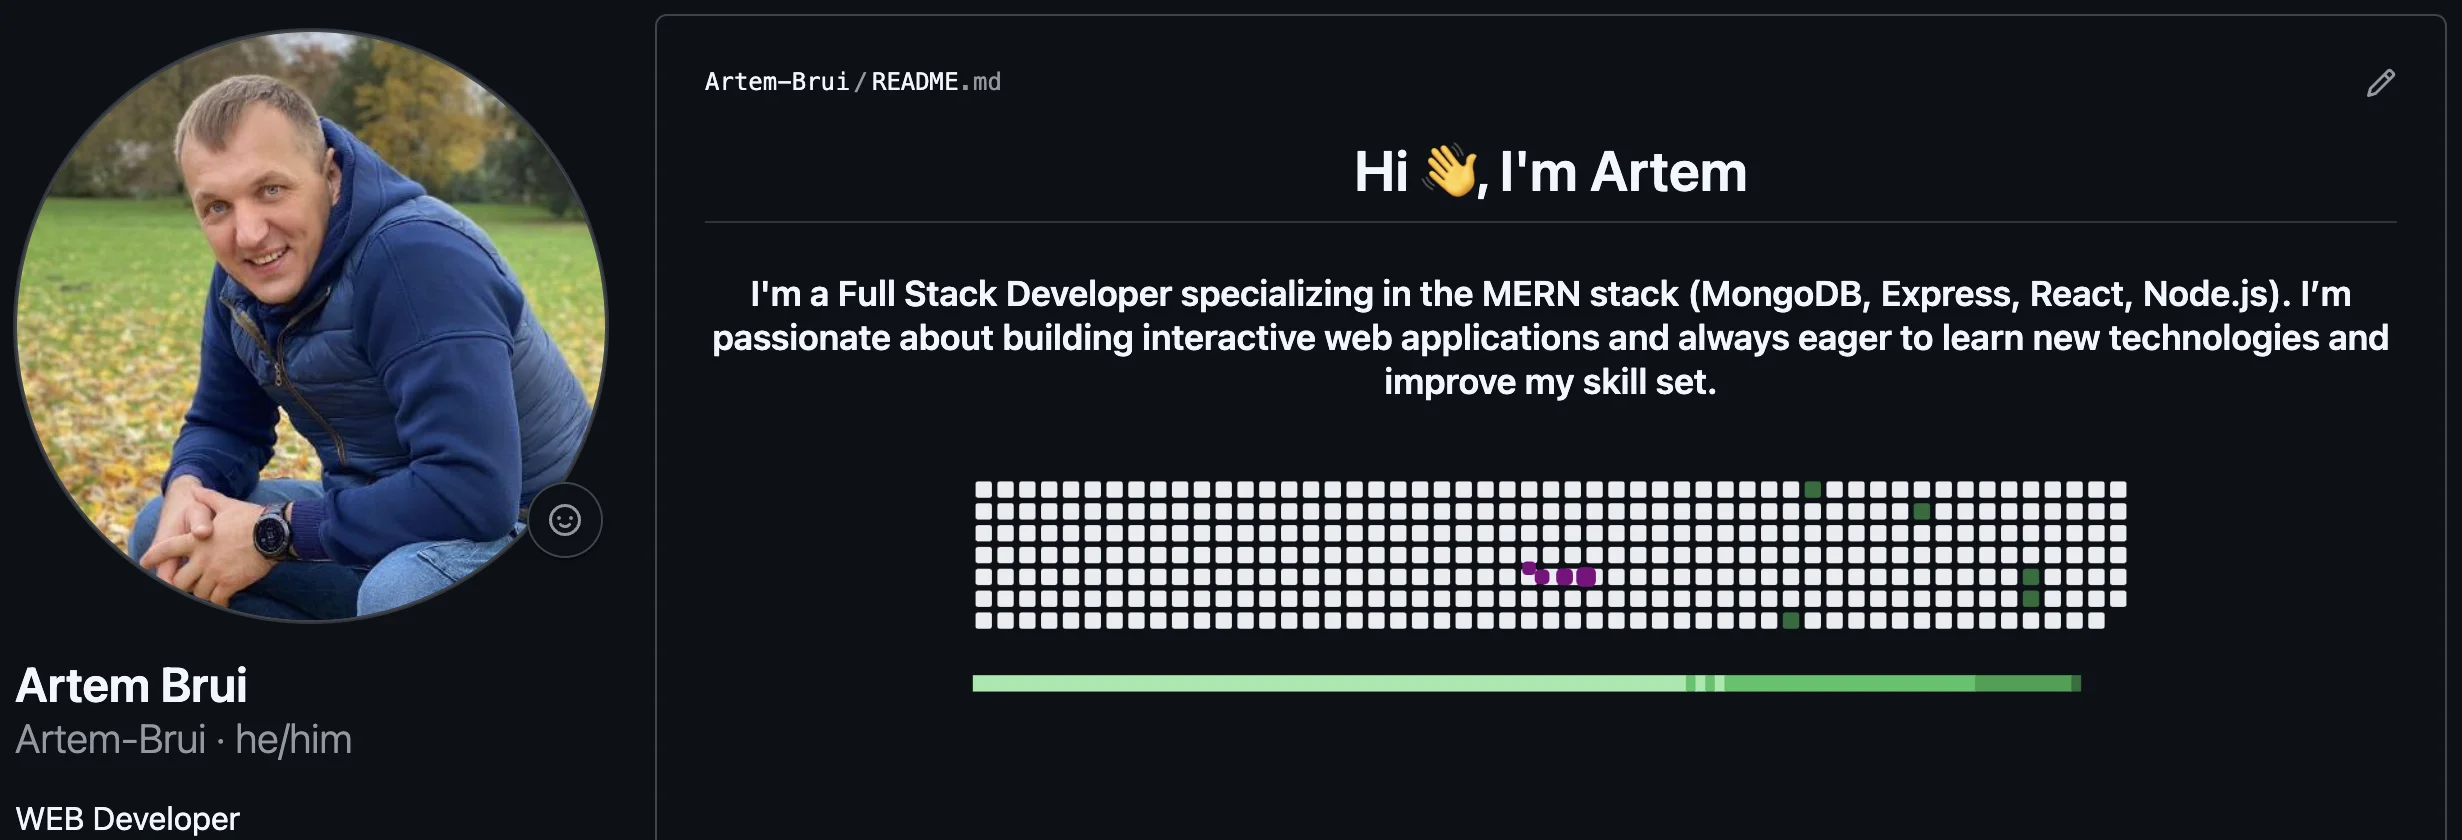 Artem-Brui/README.md
Hi 👋, I'm Artem
I'm a Full Stack Developer specializing in the MERN stack (MongoDB, Express, React, Node.js). I’m
passionate about building interactive web applications and always eager to learn new technologies and
improve my skill set.
Artem Brui
Artem-Brui · he/him
WEB Developer